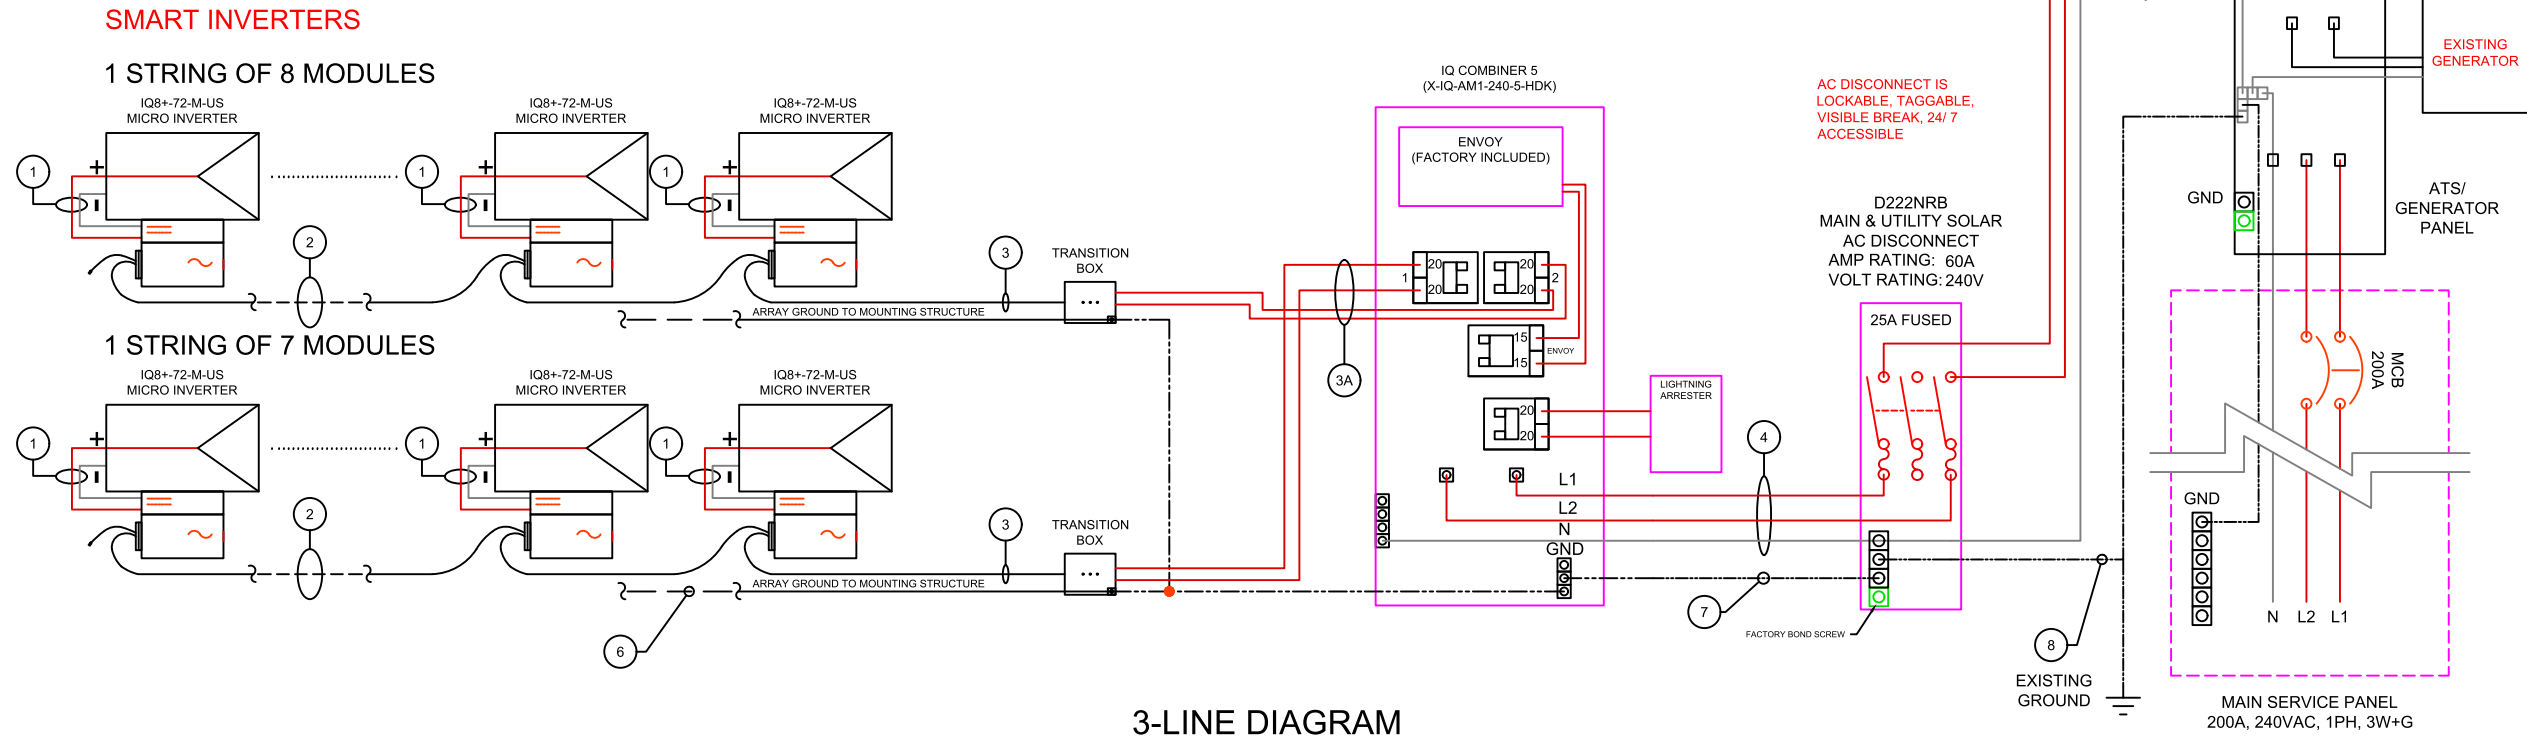 SMART INVERTERS
1 STRING OF 8 MODULES
IQ8+-72-M-US
MICRO INVERTER
IQ8+-72-M-US
MICRO INVERTER
IQ8+-72-M-US
MICRO INVERTER
1
+
-
1
+
-
1
+
-
2
3
TRANSITION
BOX
...
ARRAY GROUND TO MOUNTING STRUCTURE
1 STRING OF 7 MODULES
IQ8+-72-M-US
MICRO INVERTER
IQ8+-72-M-US
MICRO INVERTER
IQ8+-72-M-US
MICRO INVERTER
1
+
-
1
+
-
1
+
-
2
3
TRANSITION
BOX
...
ARRAY GROUND TO MOUNTING STRUCTURE
6
IQ COMBINER 5
(X-IQ-AM1-240-5-HDK)
ENVOY
(FACTORY INCLUDED)
3A
1
20
20
20
20
2
15
15
ENVOY
20
20
LIGHTNING
ARRESTER
L1
L2
N
GND
4
7
AC DISCONNECT IS
LOCKABLE, TAGGABLE,
VISIBLE BREAK, 24/ 7
ACCESSIBLE
D222NRB
MAIN & UTILITY SOLAR
AC DISCONNECT
AMP RATING: 60A
VOLT RATING: 240V
25A FUSED
FACTORY BOND SCREW
8
EXISTING
GROUND
EXISTING
GENERATOR
GND
ATS/
GENERATOR
PANEL
MCB
200A
GND
N L2 L1
MAIN SERVICE PANEL
200A, 240VAC, 1PH, 3W+G
3-LINE DIAGRAM